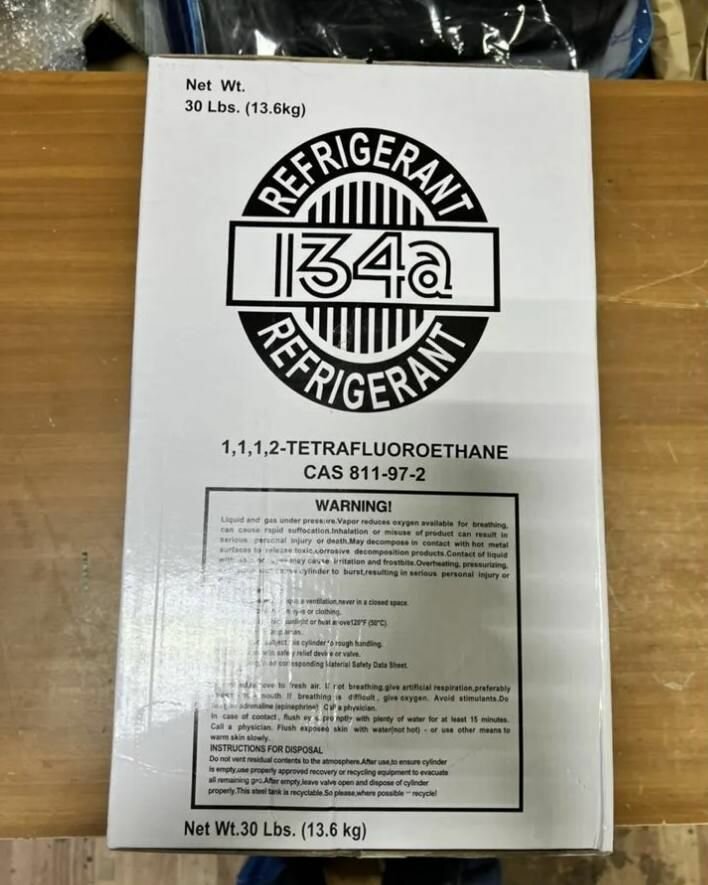 Net Wt.
30 Lbs. (13.6kg)
REFRIGERANT
134a
REFRIGERANT
1,1,1,2-TETRAFLUOROETHANE
CAS 811-97-2
WARNING!
Liquid and gas under pressure.Vapor reduces oxygen available for breathing,
can cause rapid suffocation.Inhalation or misuse of product can result in
serious personal injury or death.May decompose in contact with hot metal
surfaces to release toxic,corrosive decomposition products.Contact of liquid
may cause irritation and frostbite.Overheating, pressurizing,
cylinder to burst,resulting in serious personal injury or
ventilation,never in a closed space.
or clothing.
sunlight or heat above120°F (50°C).
subject this cylinder to rough handling.
safety relief device or valve.
corresponding Material Safety Data Sheet.
move to fresh air. If not breathing,give artificial respiration,preferably
mouth. If breathing is difficult, give oxygen. Avoid stimulants.Do
adrenaline (epinephrine). Call a physician.
In case of contact, flush promptly with plenty of water for at least 15 minutes.
Call a physician. Flush exposed skin with water(not hot) - or use other means to
warm skin slowly.
INSTRUCTIONS FOR DISPOSAL
Do not vent residual contents to the atmosphere.After use,to ensure cylinder
is empty,use properly approved recovery or recycling equipment to evacuate
all remaining After empty,leave valve open and dispose of cylinder
properly.This steel tank is recyclable.So please,where possible - recycle!
Net Wt.30 Lbs. (13.6 kg)